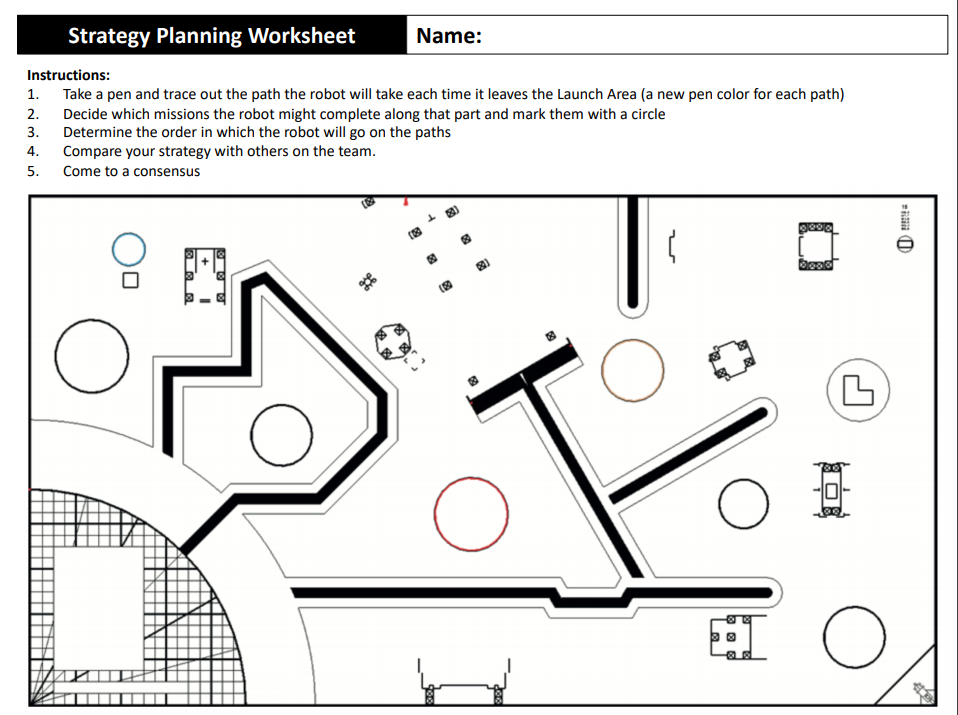 Strategy Planning Worksheet
Name:
Instructions:
1. Take a pen and trace out the path the robot will take each time it leaves the Launch Area (a new pen color for each path)
2. Decide which missions the robot might complete along that part and mark them with a circle
3. Determine the order in which the robot will go on the paths
4. Compare your strategy with others on the team.
5. Come to a consensus